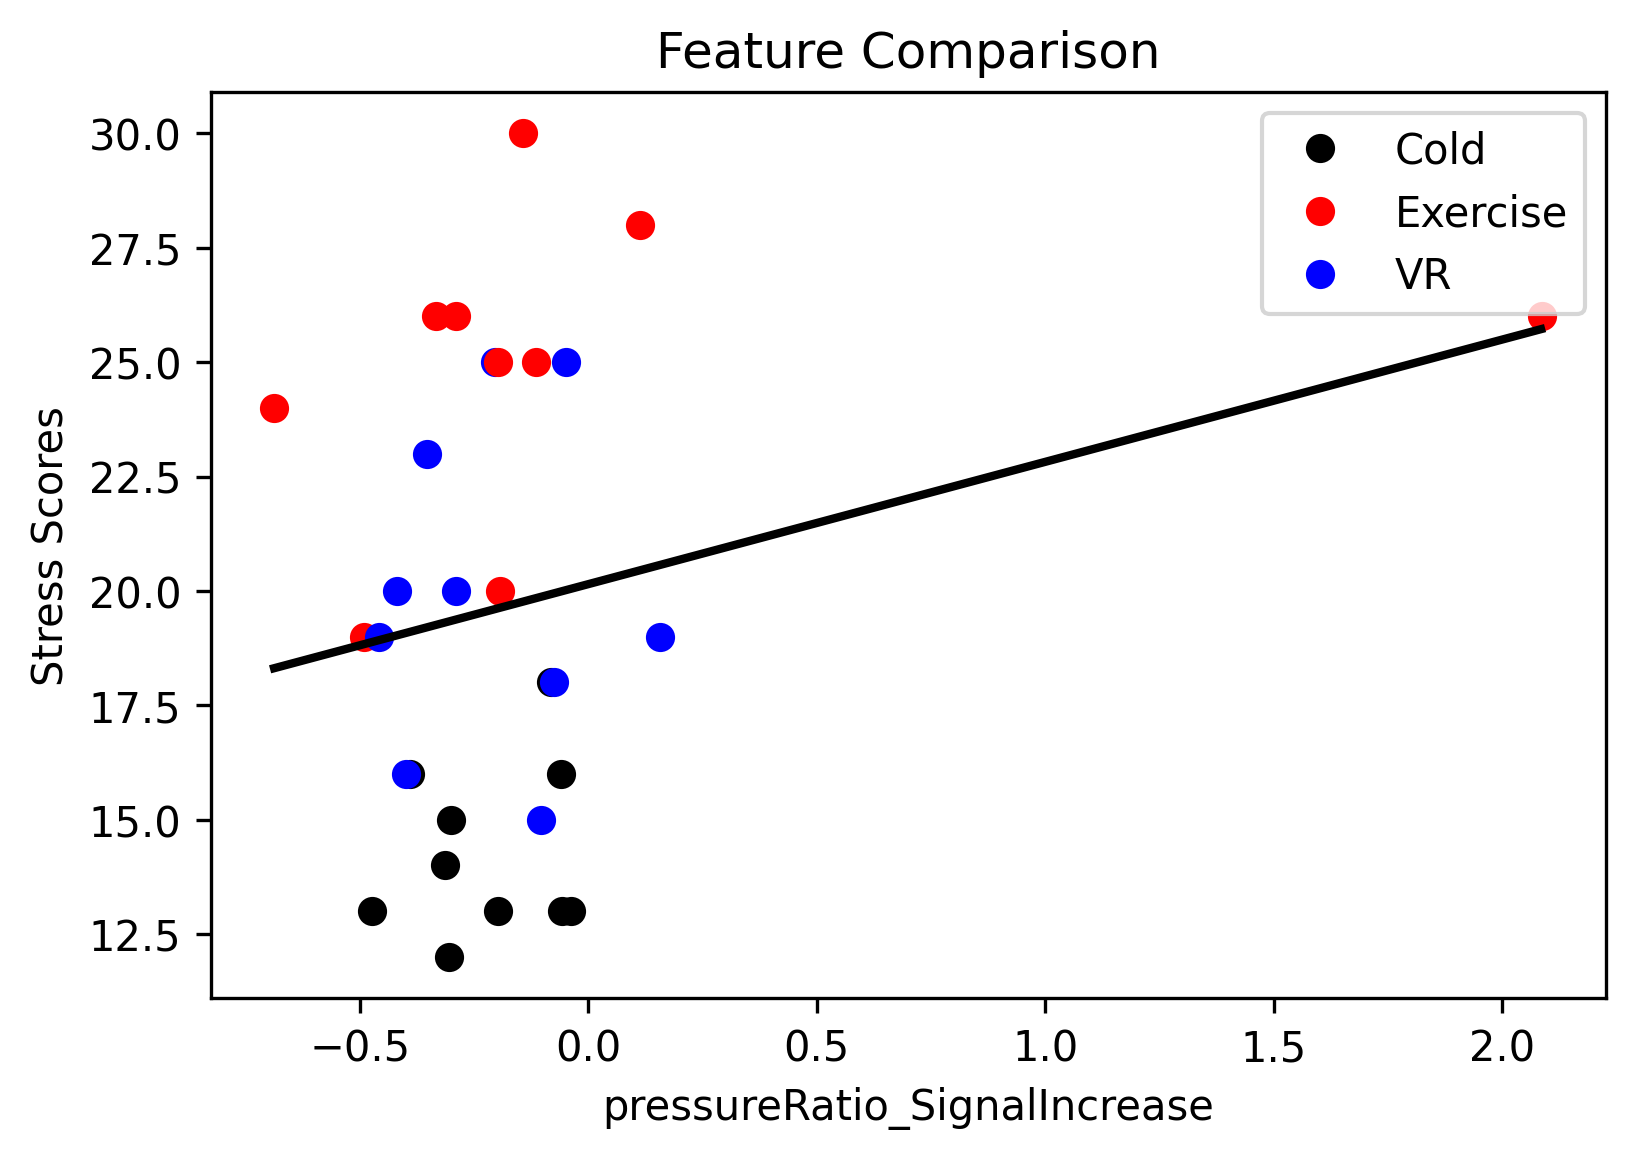 Feature Comparison
30.0
27.5
25.0
22.5
20.0
17.5
15.0
12.5
Stress Scores
Cold
Exercise
VR
−0.5
0.0
0.5
1.0
1.5
2.0
pressureRatio_SignalIncrease